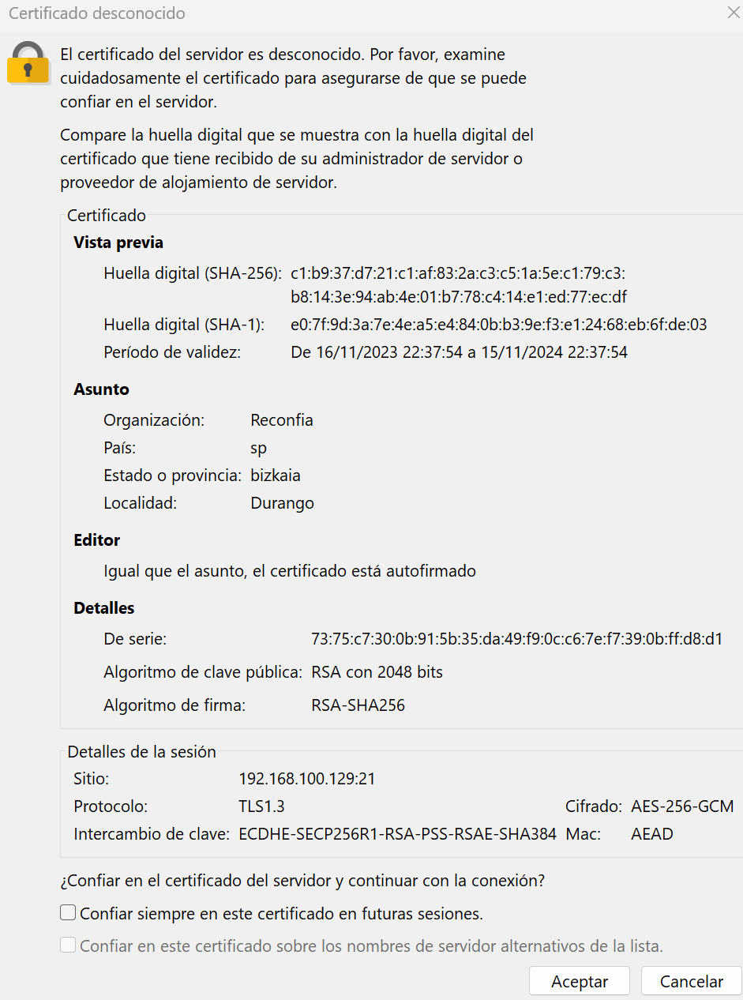 Certificado desconocido
El certificado del servidor es desconocido. Por favor, examine
cuidadosamente el certificado para asegurarse de que se puede
confiar en el servidor.
Compare la huella digital que se muestra con la huella digital del
certificado que tiene recibido de su administrador de servidor o
proveedor de alojamiento de servidor.
Certificado
Vista previa
Huella digital (SHA-256): c1:b9:37:d7:21:c1:af:83:2a:c3:c5:1a:5e:c1:79:c3:
b8:14:3e:94:ab:4e:01:b7:78:c4:14:e1:ed:77:ec:df
Huella digital (SHA-1): e0:7f:9d:3a:7e:4e:a5:e4:84:0b:b3:9e:f3:e1:24:68:eb:6f:de:03
Período de validez: De 16/11/2023 22:37:54 a 15/11/2024 22:37:54
Asunto
Organización: Reconfia
País: sp
Estado o provincia: bizkaia
Localidad: Durango
Editor
Igual que el asunto, el certificado está autofirmado
Detalles
De serie: 73:75:c7:30:0b:91:5b:35:da:49:f9:0c:c6:7e:f7:39:0b:ff:d8:d1
Algoritmo de clave pública: RSA con 2048 bits
Algoritmo de firma: RSA-SHA256
Detalles de la sesión
Sitio: 192.168.100.129:21
Protocolo: TLS1.3 Cifrado: AES-256-GCM
Intercambio de clave: ECDHE-SECP256R1-RSA-PSS-RSAE-SHA384 Mac: AEAD
¿Confiar en el certificado del servidor y continuar con la conexión?
Confiar siempre en este certificado en futuras sesiones.
Confiar en este certificado sobre los nombres de servidor alternativos de la lista.
Aceptar Cancelar